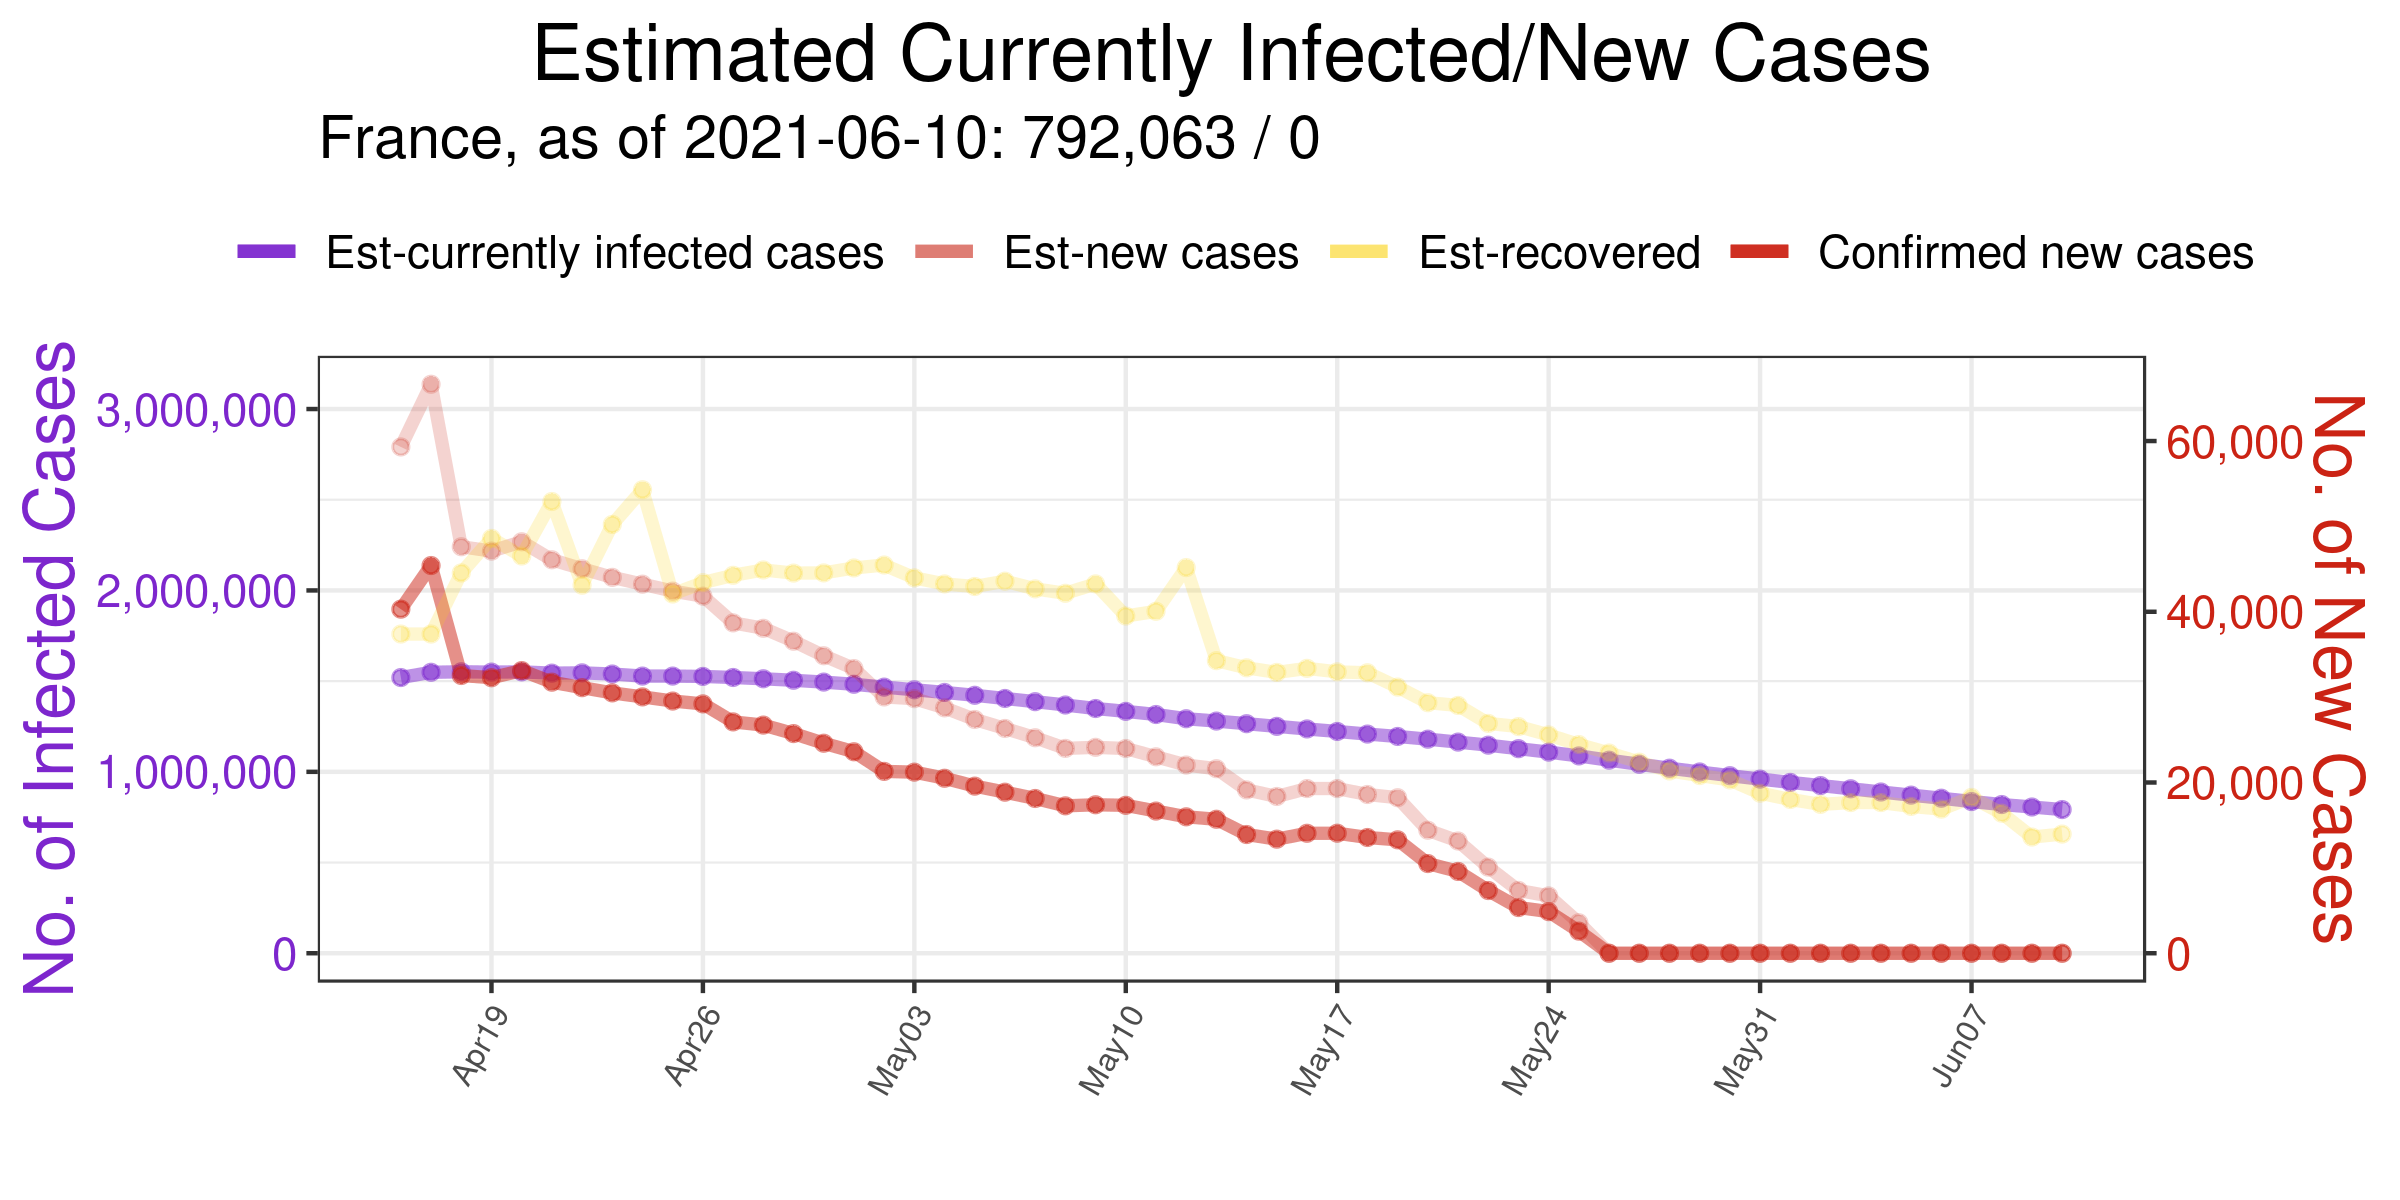 Estimated Currently Infected/New Cases
France, as of 2021-06-10: 792,063 / 0
Est-currently infected cases Est-new cases Est-recovered Confirmed new cases
No. of Infected Cases
3,000,000
2,000,000
1,000,000
0
60,000
40,000
20,000
0
No. of New Cases
Apr19 Apr26 May03 May10 May17 May24 May31 Jun07